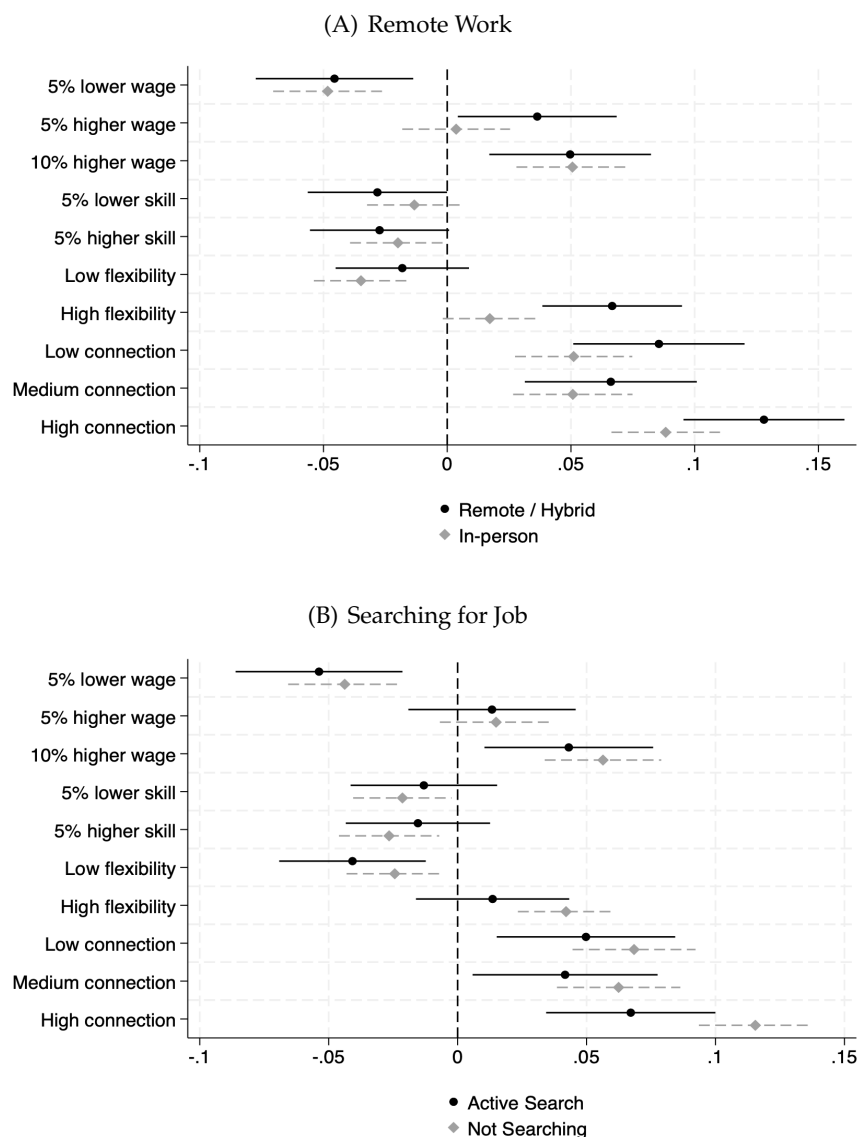 (A) Remote Work
5% lower wage
5% higher wage
10% higher wage
5% lower skill
5% higher skill
Low flexibility
High flexibility
Low connection
Medium connection
High connection
-.1 -.05 0 .05 .1 .15
Remote / Hybrid
In-person
(B) Searching for Job
5% lower wage
5% higher wage
10% higher wage
5% lower skill
5% higher skill
Low flexibility
High flexibility
Low connection
Medium connection
High connection
-.1 -.05 0 .05 .1 .15
Active Search
Not Searching